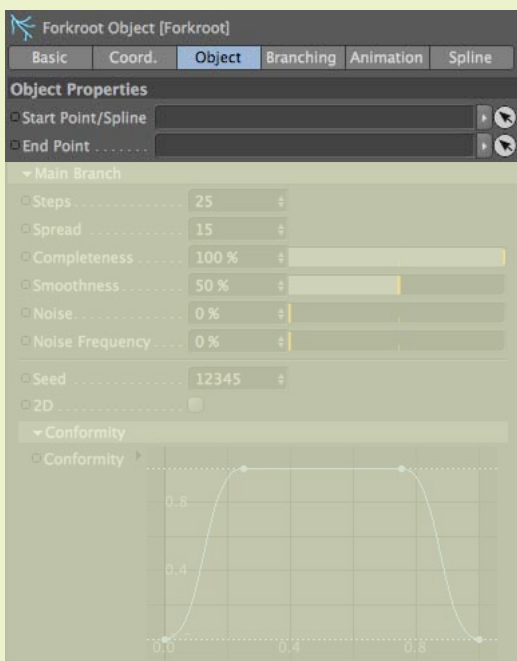 Forkroot Object [Forkroot]
Basic Coord. Object Branching Animation Spline
Object Properties
Start Point/Spline
End Point . . . . . . .
Main Branch
Steps . . . . . . . . . . . . . 25
Spread . . . . . . . . . . . . 15
Completeness . . . . . 100 %
Smoothness . . . . . . . 50 %
Noise . . . . . . . . . . . . . 0 %
Noise Frequency . . . . 0 %
Seed . . . . . . . . . . . . . 12345
2D . . . . . . . . . . . . . . .
Conformity
Conformity
0.8
0.4
0.0 0.4 0.8